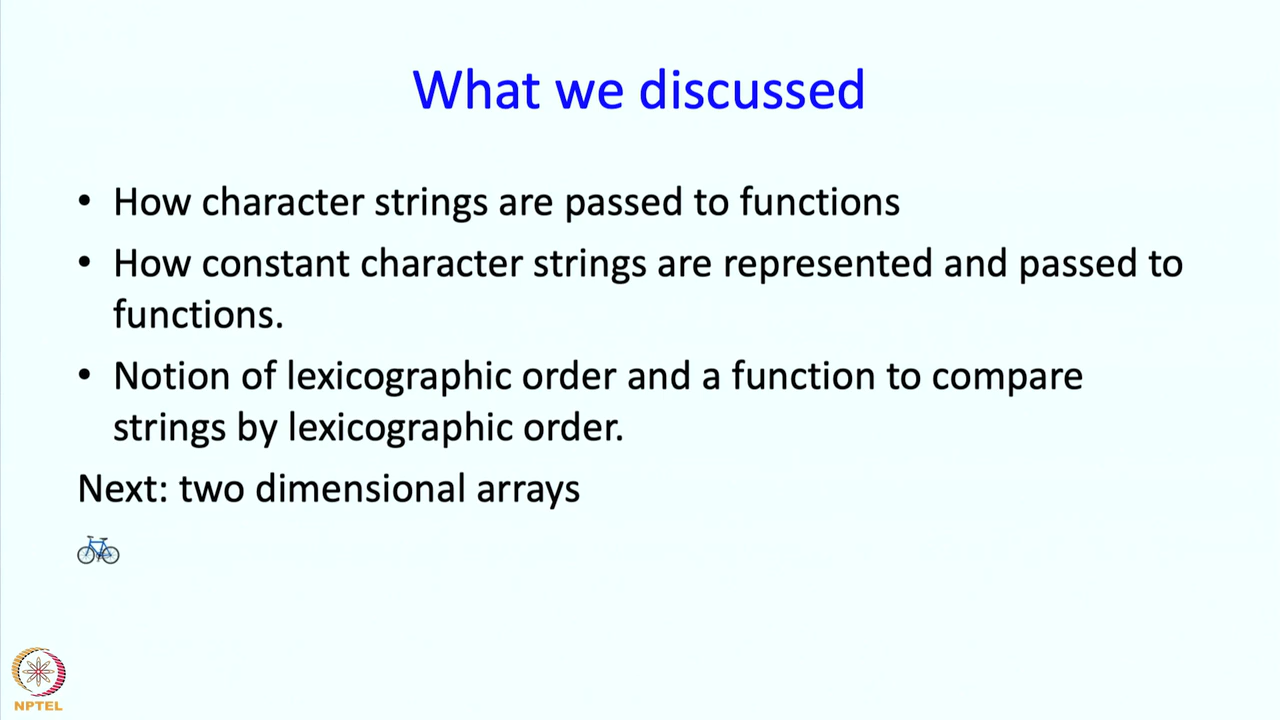 What we discussed
• How character strings are passed to functions
• How constant character strings are represented and passed to
functions.
• Notion of lexicographic order and a function to compare
strings by lexicographic order.
Next: two dimensional arrays
NPTEL